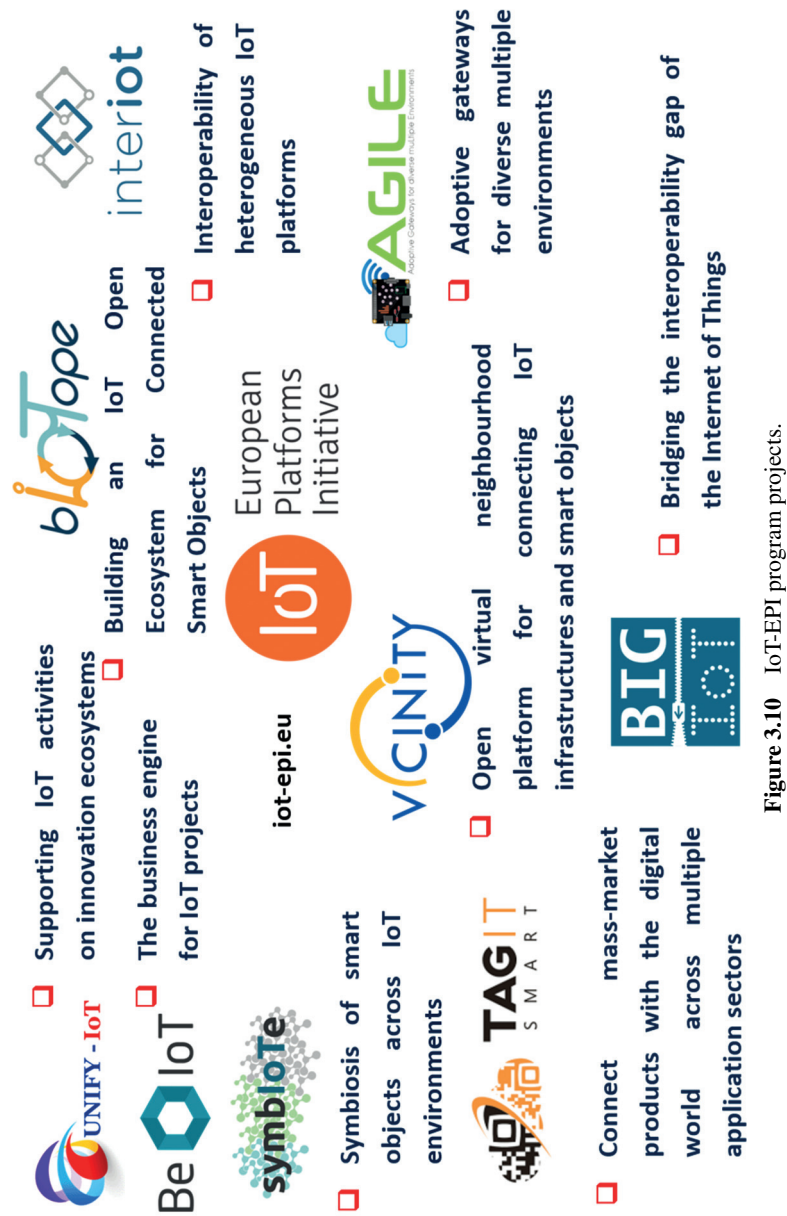 UNIFY - IoT
Supporting IoT activities
on innovation ecosystems
Be IoT
The business engine
for IoT projects
symbIoTe
Symbiosis of smart
objects across IoT
environments
TAG IT
SMART
Connect mass-market
products with the digital
world across multiple
application sectors
bIoTope
Building an IoT Open
Ecosystem for Connected
Smart Objects
iot-epi.eu
IoT
European
Platforms
Initiative
VICINITY
Open virtual neighbourhood
platform for connecting IoT
infrastructures and smart objects
BIG
IoT
Bridging the interoperability gap of
the Internet of Things
interiot
Interoperability of
heterogeneous IoT
platforms
AGILE
Adoptive Gateways for diverse multiple Environments
Adoptive gateways
for diverse multiple
environments
Figure 3.10 IoT-EPI program projects.